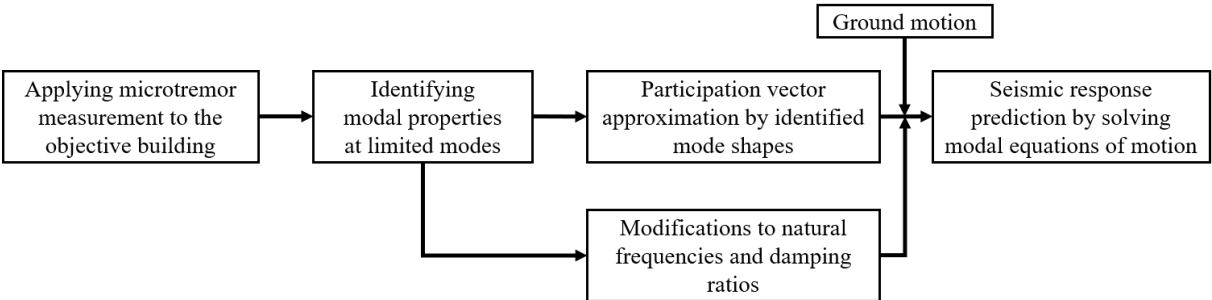 Ground motion
Applying microtremor
measurement to the
objective building
Identifying
modal properties
at limited modes
Participation vector
approximation by identified
mode shapes
Seismic response
prediction by solving
modal equations of motion
Modifications to natural
frequencies and damping
ratios